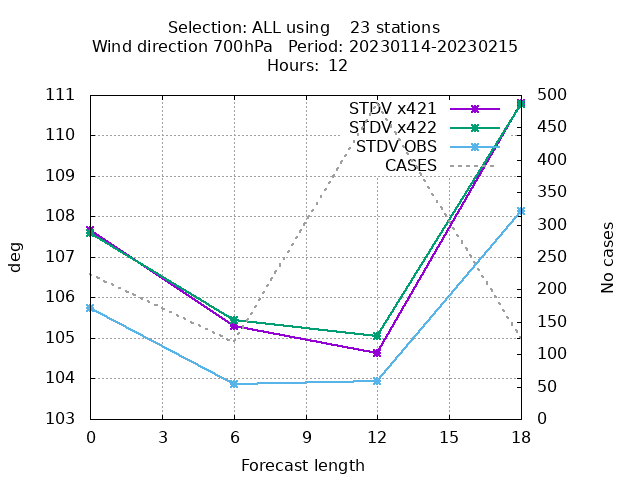 Selection: ALL using    23 stations
Wind direction 700hPa   Period: 20230114-20230215
Hours: 12
STDV x421
STDV x422
STDV OBS
CASES
111
110
109
108
107
106
105
104
103
500
450
400
350
300
250
200
150
100
50
0
deg
No cases
0 3 6 9 12 15 18
Forecast length